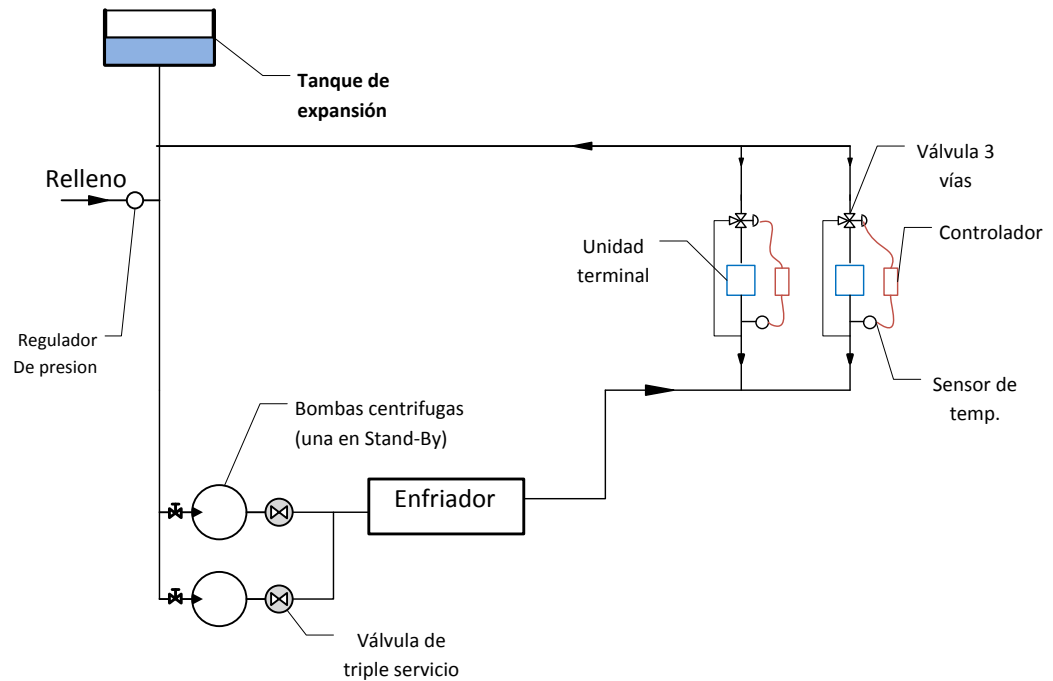 Tanque de
expansión
Relleno
Válvula 3
vías
Unidad
terminal
Controlador
Regulador
De presion
Sensor de
temp.
Bombas centrifugas
(una en Stand-By)
Enfriador
Válvula de
triple servicio